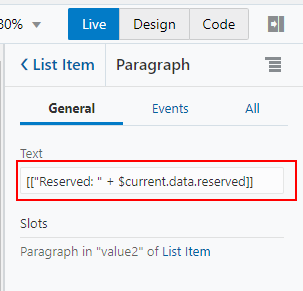 30%
Live Design Code
List Item Paragraph
General Events All
Text
[["Reserved: " + $current.data.reserved]]
Slots
Paragraph in "value2" of List Item